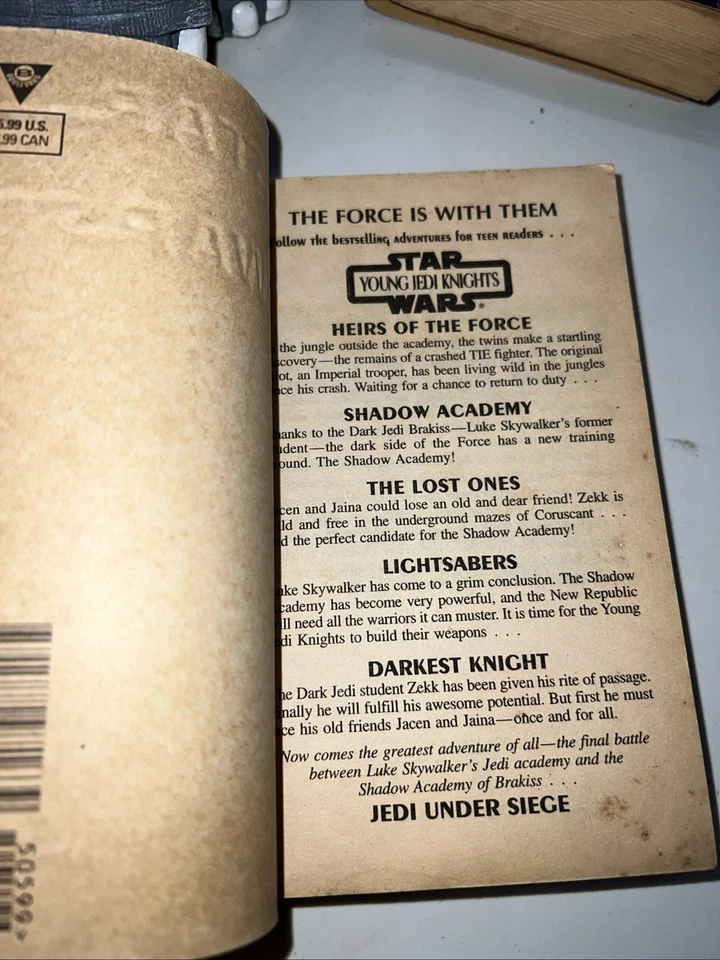 5.99 U.S.
.99 CAN
50599>
THE FORCE IS WITH THEM
ollow the bestselling adventures for teen readers . . .
STAR
YOUNG JEDI KNIGHTS
WARS®
HEIRS OF THE FORCE
the jungle outside the academy, the twins make a startling
scovery—the remains of a crashed TIE fighter. The original
ot, an Imperial trooper, has been living wild in the jungles
ce his crash. Waiting for a chance to return to duty . . .
SHADOW ACADEMY
hanks to the Dark Jedi Brakiss—Luke Skywalker's former
udent—the dark side of the Force has a new training
ound. The Shadow Academy!
THE LOST ONES
cen and Jaina could lose an old and dear friend! Zekk is
ld and free in the underground mazes of Coruscant . . .
d the perfect candidate for the Shadow Academy!
LIGHTSABERS
uke Skywalker has come to a grim conclusion. The Shadow
cademy has become very powerful, and the New Republic
ill need all the warriors it can muster. It is time for the Young
di Knights to build their weapons . . .
DARKEST KNIGHT
he Dark Jedi student Zekk has been given his rite of passage.
inally he will fulfill his awesome potential. But first he must
ce his old friends Jacen and Jaina—once and for all.
Now comes the greatest adventure of all—the final battle
between Luke Skywalker's Jedi academy and the
Shadow Academy of Brakiss . . .
JEDI UNDER SIEGE